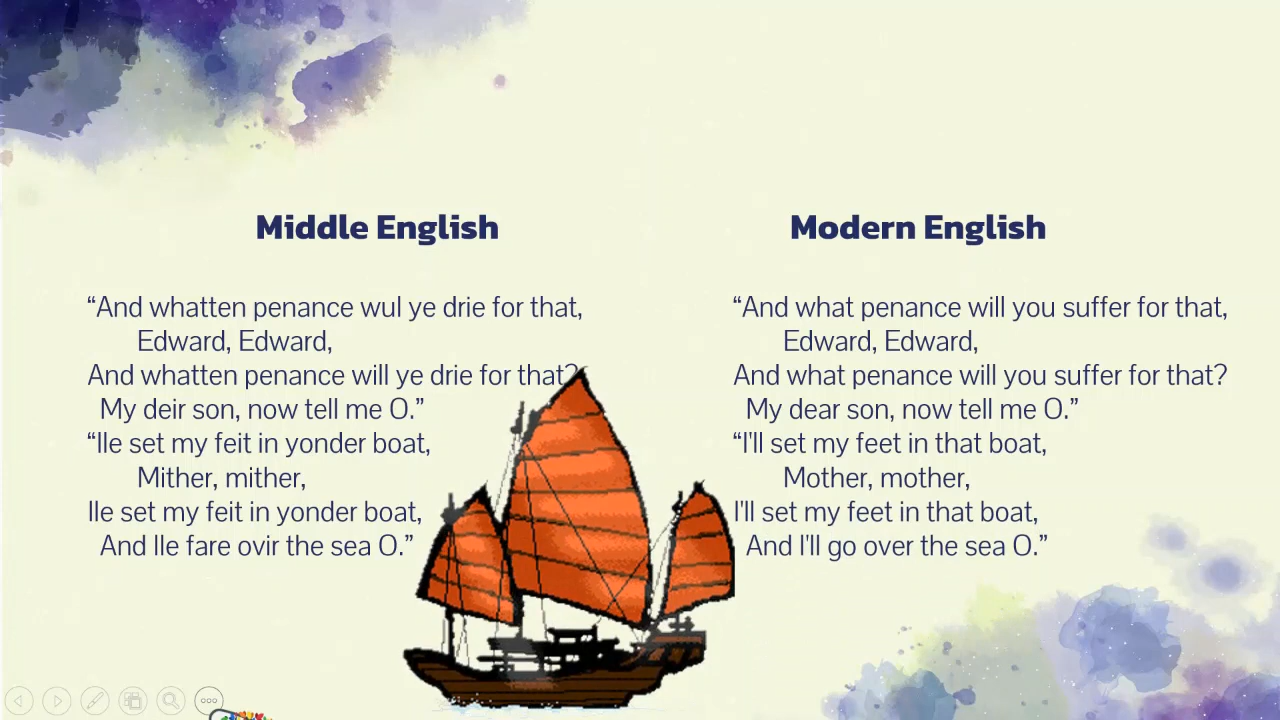 Middle English
“And whatten penance wul ye drie for that,
Edward, Edward,
And whatten penance will ye drie for that?
My deir son, now tell me O.”
“Ile set my feit in yonder boat,
Mither, mither,
Ile set my feit in yonder boat,
And Ile fare ovir the sea O.”
Modern English
“And what penance will you suffer for that,
Edward, Edward,
And what penance will you suffer for that?
My dear son, now tell me O.”
“I'll set my feet in that boat,
Mother, mother,
I'll set my feet in that boat,
And I'll go over the sea O.”